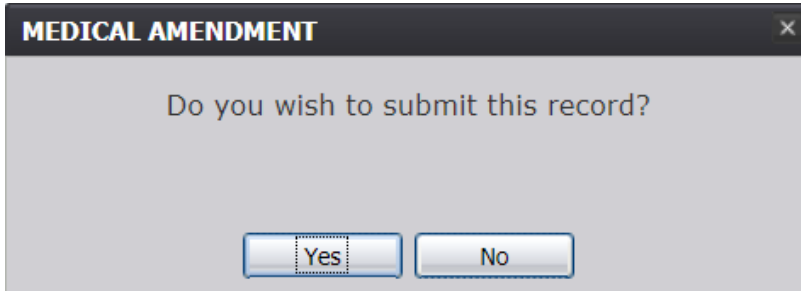 MEDICAL AMENDMENT
Do you wish to submit this record?
Yes No